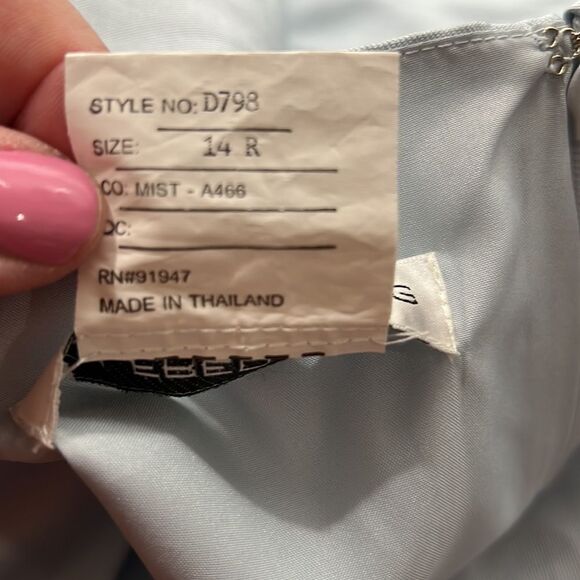 STYLE NO: D798
SIZE: 14 R
CO. MIST - A466
DC:
RN#91947
MADE IN THAILAND
G